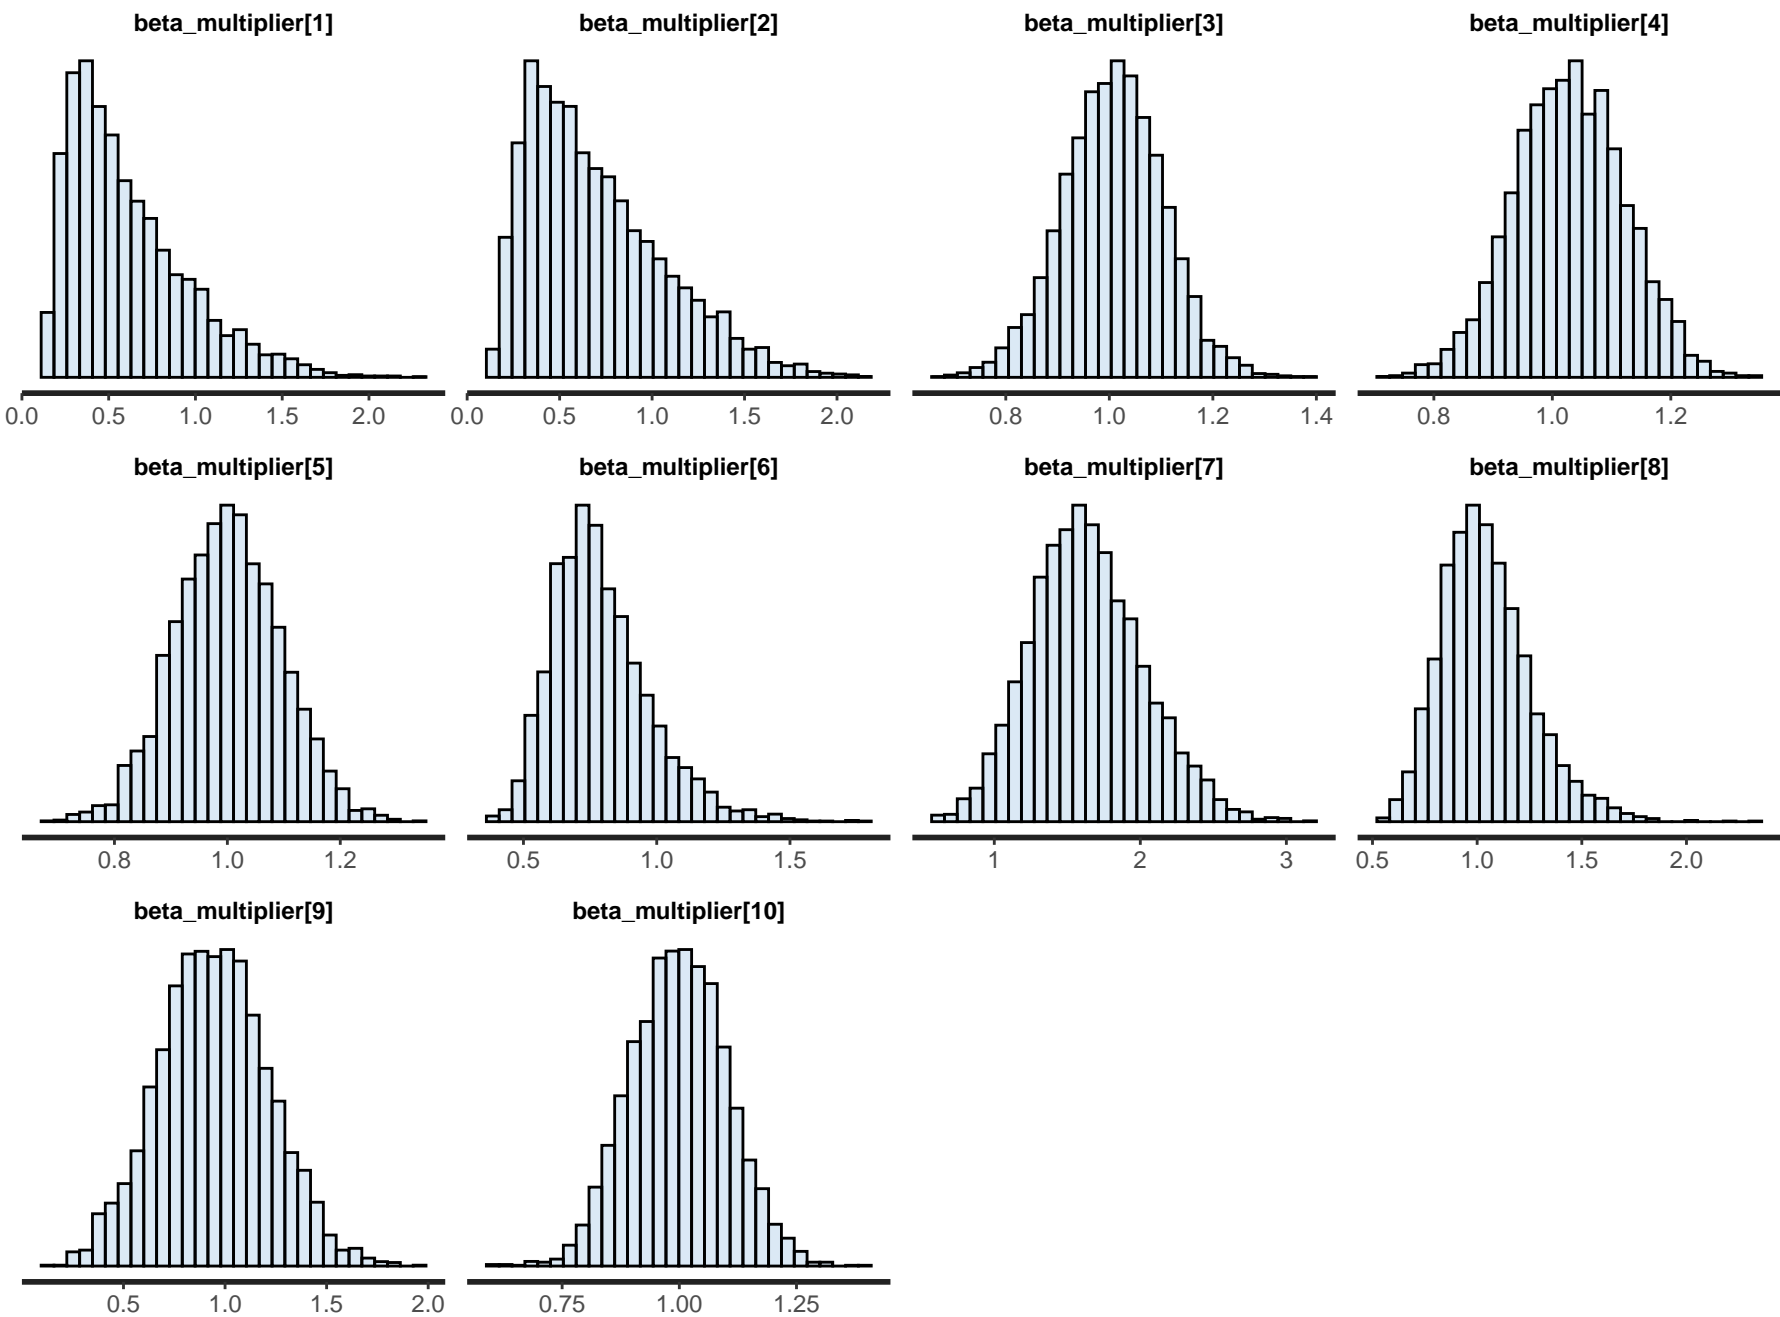 beta_multiplier[1] beta_multiplier[2] beta_multiplier[3] beta_multiplier[4]
0.0 0.5 1.0 1.5 2.0 0.0 0.5 1.0 1.5 2.0 0.8 1.0 1.2 1.4 0.8 1.0 1.2
beta_multiplier[5] beta_multiplier[6] beta_multiplier[7] beta_multiplier[8]
0.8 1.0 1.2 0.5 1.0 1.5 1 2 3 0.5 1.0 1.5 2.0
beta_multiplier[9] beta_multiplier[10]
0.5 1.0 1.5 2.0 0.75 1.00 1.25